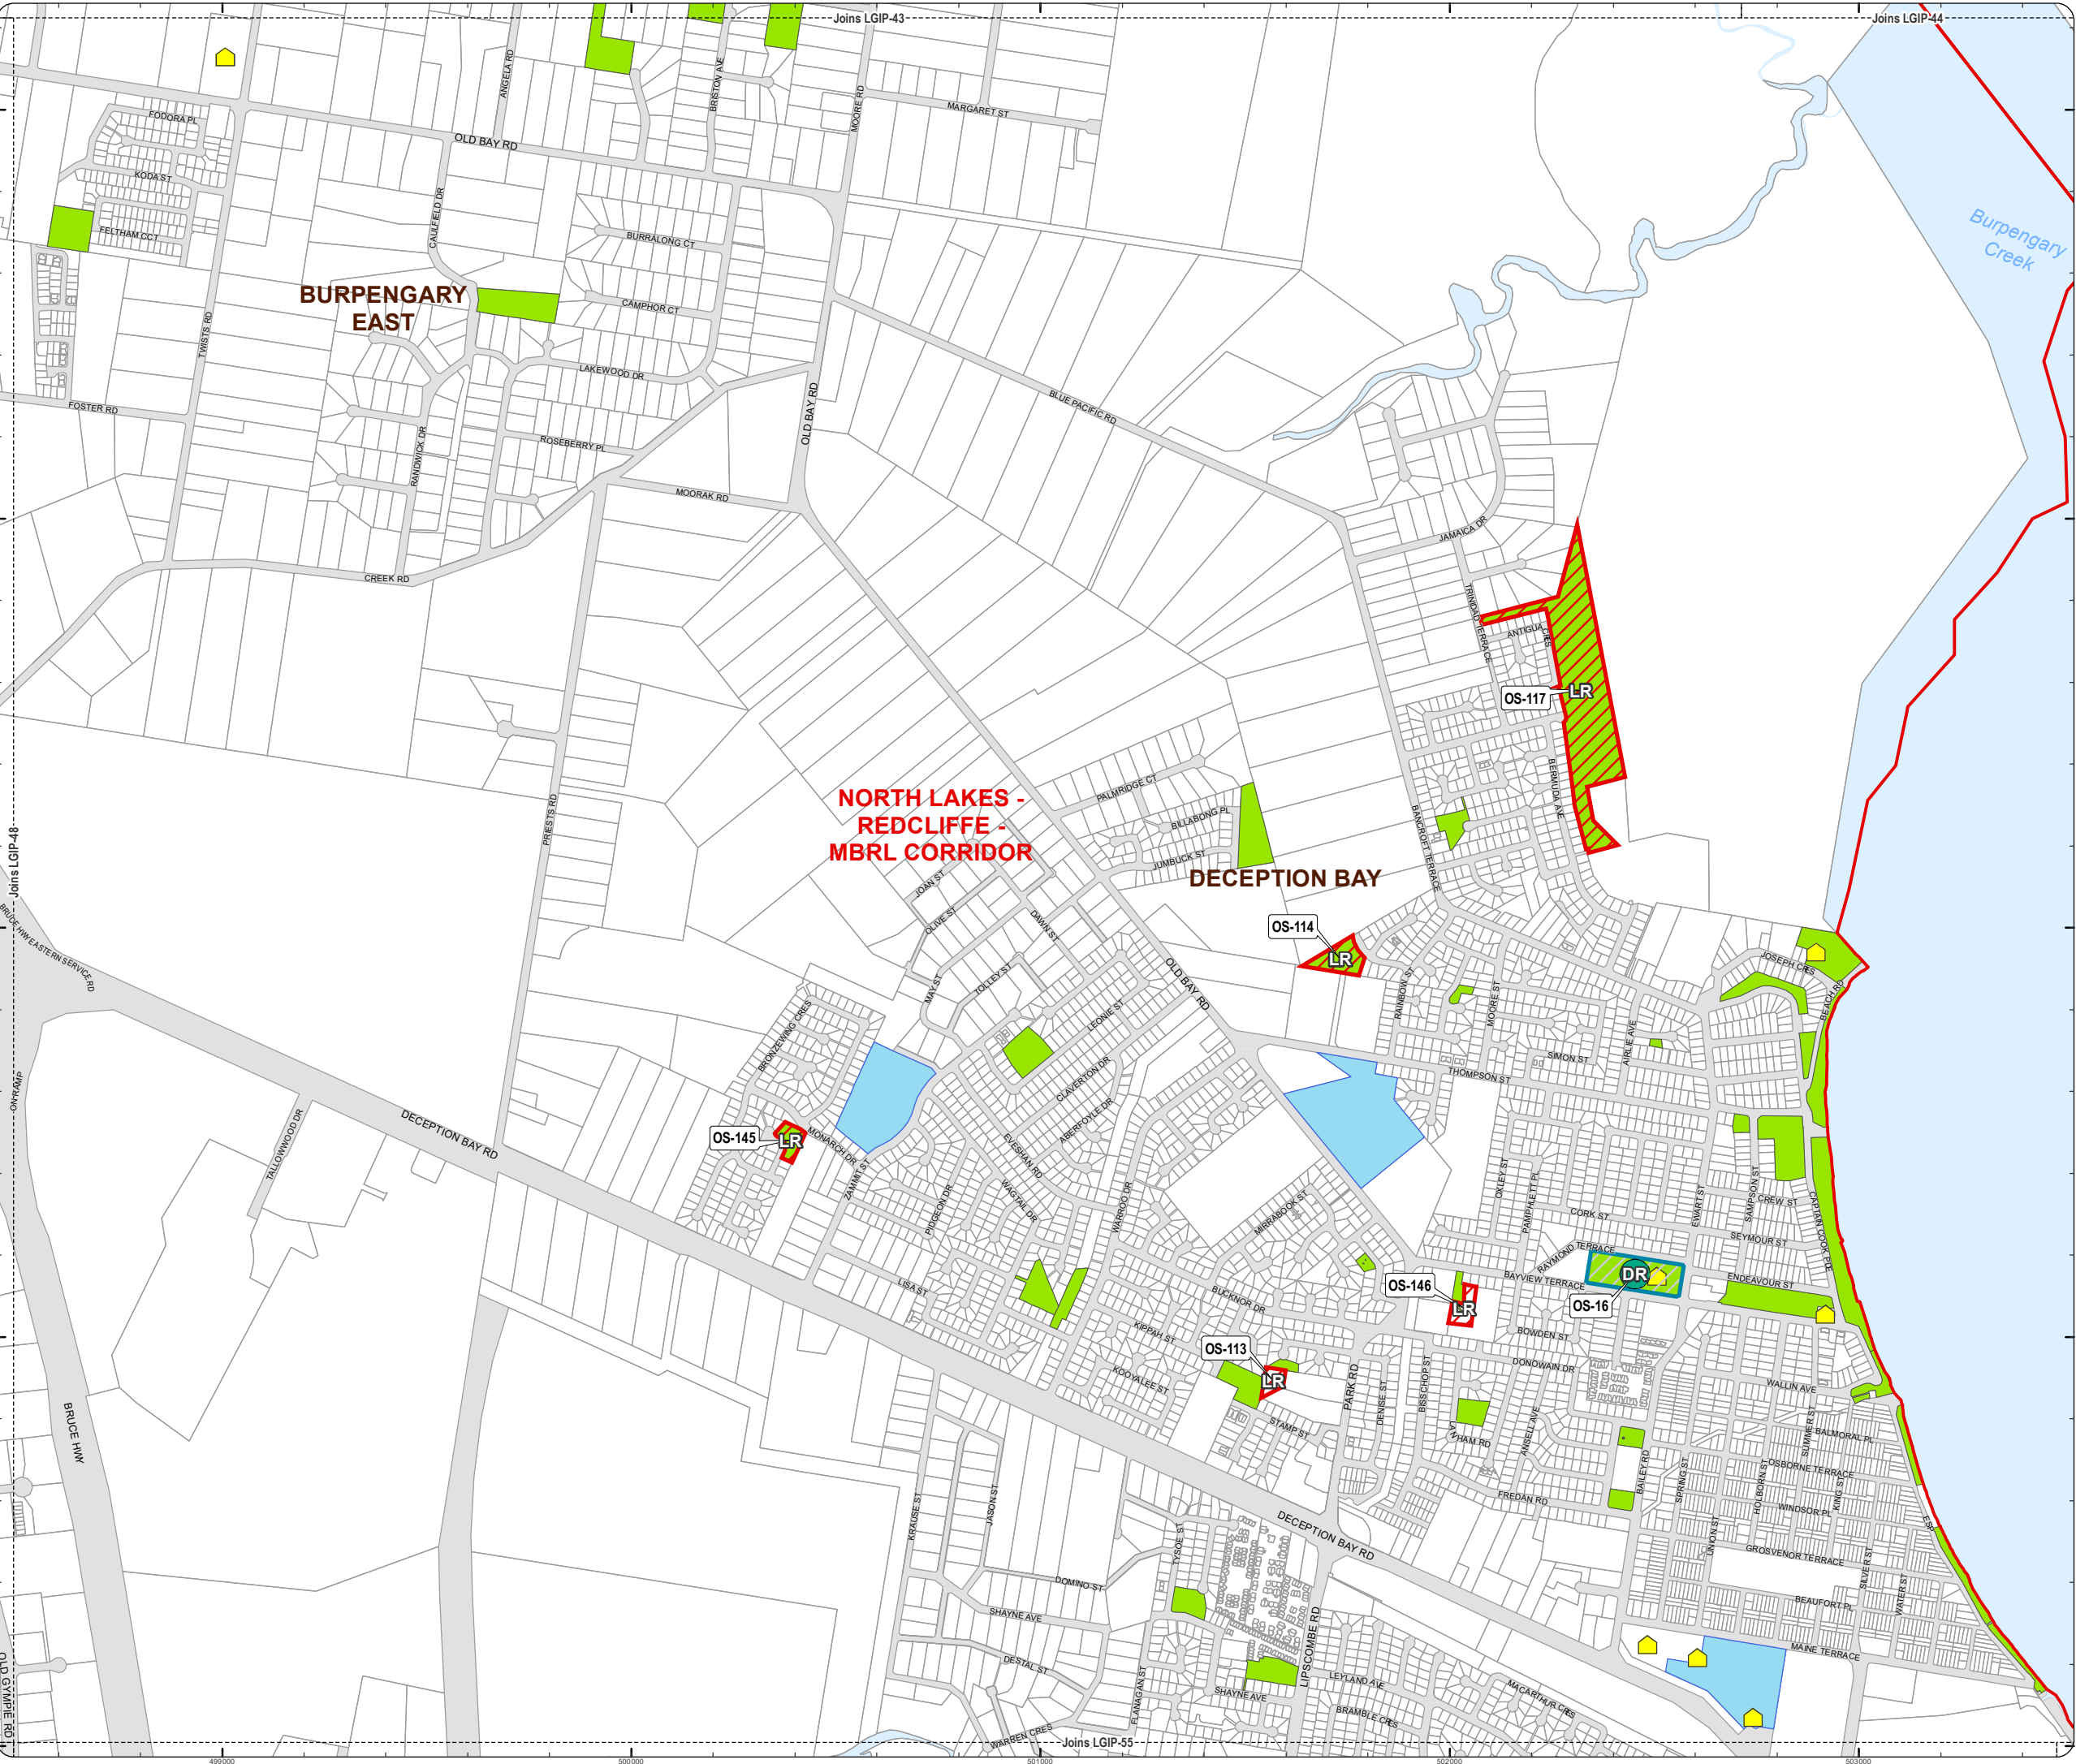 Joins LGIP-43
Joins LGIP-44
ANGELA RD
BRISTON AVE
MOORE RD
MARGARET ST
FODORA PL
OLD BAY RD
KODA ST
CAULFIELD DR
FELTHAM CCT
BURRALONG CT
Burpengary
Creek
BURPENGARY
EAST
CAMPHOR CT
TWISTS RD
LAKEWOOD DR
FOSTER RD
OLD BAY RD
BLUE PACIFIC RD
ROSEBERRY PL
RANDWICK DR
MOORAK RD
JAMAICA DR
CREEK RD
TRINIDAD TERRACE
ANTIGUA
CRES
OS-117
LR
PALMRIDGE CT
BERMUDA AVE
NORTH LAKES -
REDCLIFFE -
MBRL CORRIDOR
PRIESTS RD
BILLABONG PL
BANCROFT TERRACE
JUMBUCK ST
Joins LGIP-48
DECEPTION BAY
JOAN ST
OLIVE ST
DAWN ST
OS-114
LR
BRUCE HWY EASTERN SERVICE RD
OLD BAY RD
JOSEPH CRES
BEACH RD
MAY ST
TOLLEY ST
RAINBOW ST
MOORE ST
LEONIE ST
BRONZEWING CRES
AIRLIE AVE
SIMON ST
THOMPSON ST
CLAVERTON DR
ON RAMP
ABERFOYLE DR
DECEPTION BAY RD
TALLOWWOOD DR
OS-145
LR
MONARCH DR
EVESHAN RD
ZAMMIT ST
WAGTAIL DR
PIDGEON DR
WARROO DR
MIRRABOOK ST
OXLEY ST
PAMPHLETT PL
EWART ST
SAMPSON ST
CREW ST
CAPTAIN COOK PDE
CORK ST
SEYMOUR ST
RAYMOND TERRACE
BAYVIEW TERRACE
DR
ENDEAVOUR ST
LISA ST
OS-146
LR
OS-16
BUCKNOR DR
KIPPAH ST
BOWDEN ST
OS-113
LR
DONOWAIN DR
KOOYALEE ST
PARK RD
DENISE ST
BISSCHOP ST
WALLIN AVE
BRUCE HWY
STAMP ST
LANHAM RD
ANSELL AVE
SUMMER ST
BALMORAL PL
OSBORNE TERRACE
BAILEY RD
SPRING ST
HOLBORN ST
KING ST
JASON ST
KRAUSE ST
FREDAN RD
WINDSOR PL
ESP
DECEPTION BAY RD
TYSOE ST
UNION ST
GROSVENOR TERRACE
SILVER ST
WATER ST
DOMINO ST
SHAYNE AVE
BEAUFORT PL
LIPSCOMBE RD
MAINE TERRACE
DESTAL ST
FLANAGAN ST
SHAYNE AVE
LEYLAND AVE
MACARTHUR CRES
BRAMBLE CRES
OLD GYMPIE RD
WARREN CRES
Joins LGIP-55
499000
500000
501000
502000
503000